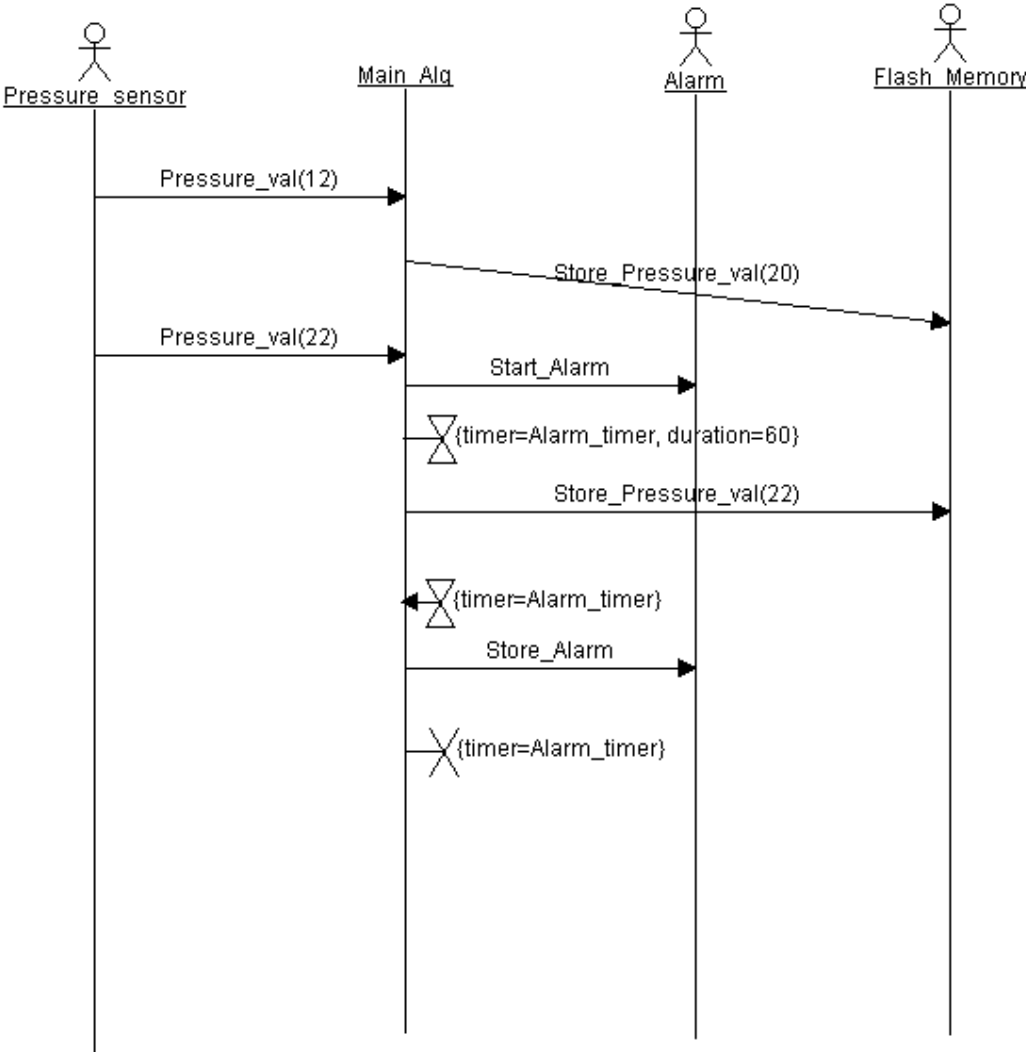 Pressure_sensor
Main_Alg
Alarm
Flash_Memory
Pressure_val(12)
Store_Pressure_val(20)
Pressure_val(22)
Start_Alarm
{timer=Alarm_timer, duration=60}
Store_Pressure_val(22)
{timer=Alarm_timer}
Store_Alarm
{timer=Alarm_timer}